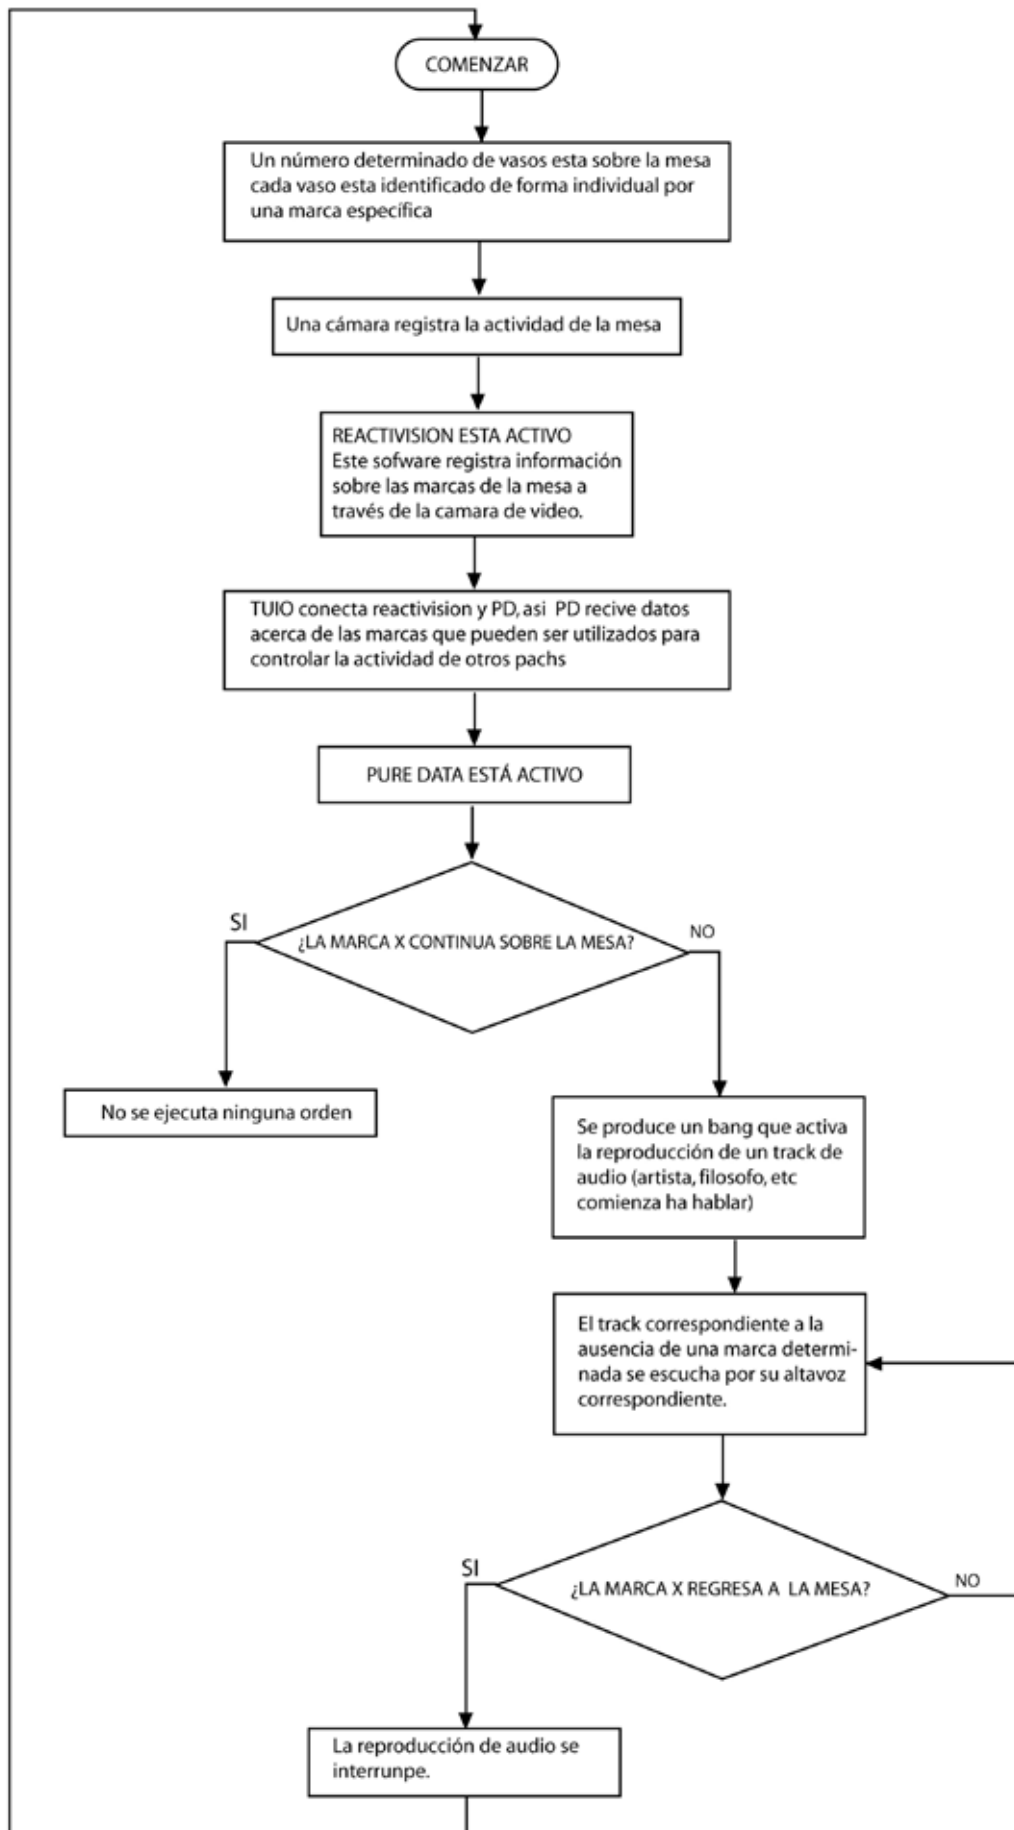 COMENZAR
Un número determinado de vasos esta sobre la mesa
cada vaso esta identificado de forma individual por
una marca específica
Una cámara registra la actividad de la mesa
REACTIVISION ESTA ACTIVO
Este sofware registra información
sobre las marcas de la mesa a
través de la camara de video.
TUIO conecta reactivision y PD, asi PD recive datos
acerca de las marcas que pueden ser utilizados para
controlar la actividad de otros pachs
PURE DATA ESTÁ ACTIVO
SI
¿LA MARCA X CONTINUA SOBRE LA MESA?
NO
No se ejecuta ninguna orden
Se produce un bang que activa
la reproducción de un track de
audio (artista, filosofo, etc
comienza ha hablar)
El track correspondiente a la
ausencia de una marca determi-
nada se escucha por su altavoz
correspondiente.
SI
¿LA MARCA X REGRESA A LA MESA?
NO
La reproducción de audio se
interrunpe.